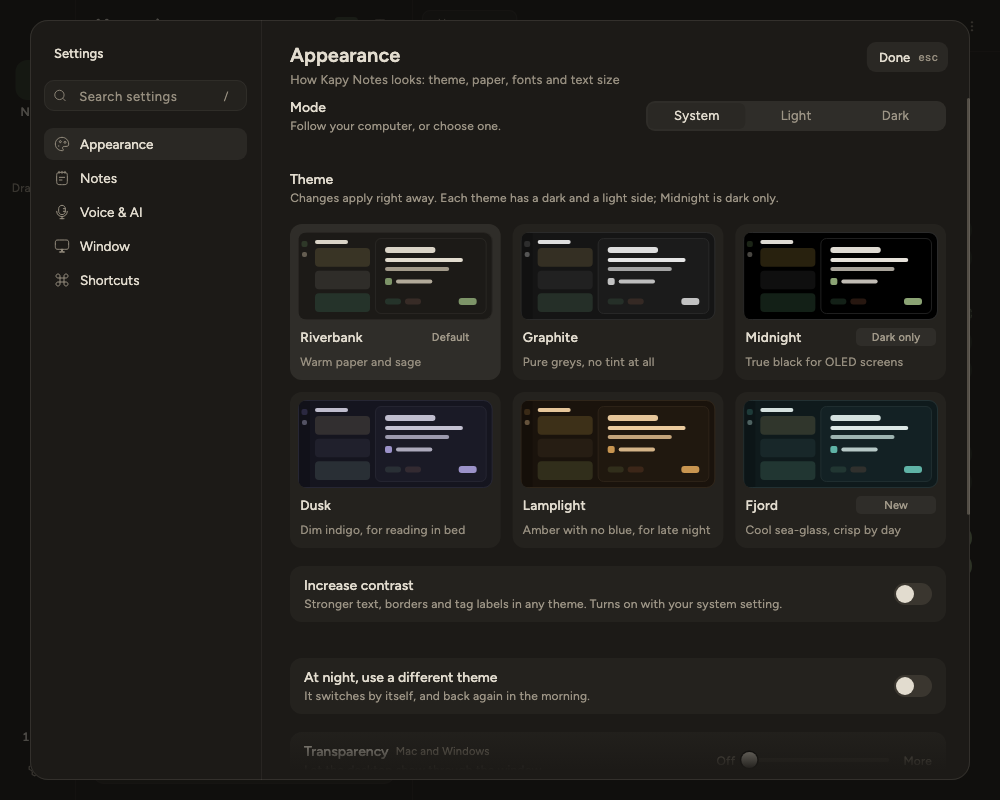 Settings
Search settings /
Appearance
Notes
Voice & AI
Window
Shortcuts
Appearance
How Kapy Notes looks: theme, paper, fonts and text size
Done esc
Mode
Follow your computer, or choose one.
System Light Dark
Theme
Changes apply right away. Each theme has a dark and a light side; Midnight is dark only.
Riverbank Default
Warm paper and sage
Graphite
Pure greys, no tint at all
Midnight Dark only
True black for OLED screens
Dusk
Dim indigo, for reading in bed
Lamplight
Amber with no blue, for late night
Fjord New
Cool sea-glass, crisp by day
Increase contrast
Stronger text, borders and tag labels in any theme. Turns on with your system setting.
At night, use a different theme
It switches by itself, and back again in the morning.
Transparency Mac and Windows
Off More